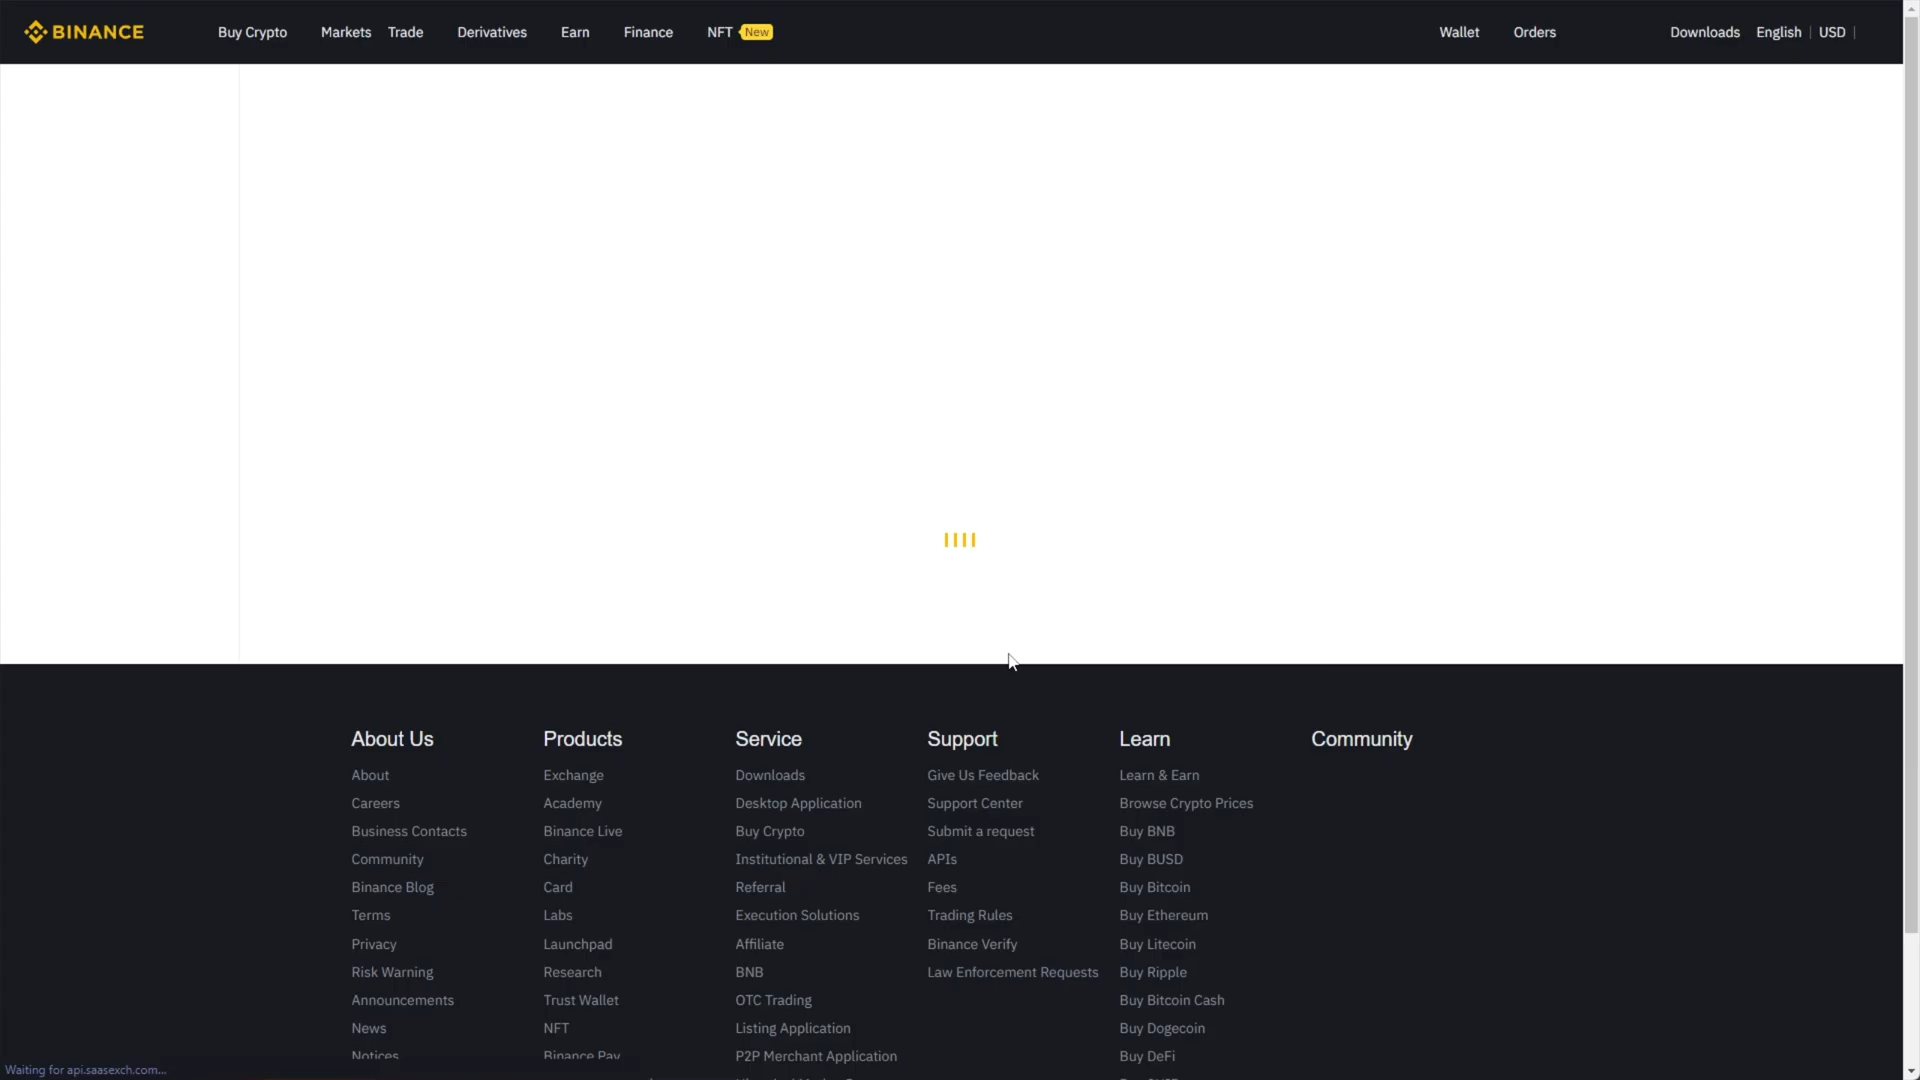 BINANCE Buy Crypto Markets Trade Derivatives Earn Finance NFT New Wallet Orders Downloads English | USD |
About Us
About
Careers
Business Contacts
Community
Binance Blog
Terms
Privacy
Risk Warning
Announcements
News
Notices
Products
Exchange
Academy
Binance Live
Charity
Card
Labs
Launchpad
Research
Trust Wallet
NFT
Binance Pay
Service
Downloads
Desktop Application
Buy Crypto
Institutional & VIP Services
Referral
Execution Solutions
Affiliate
BNB
OTC Trading
Listing Application
P2P Merchant Application
Support
Give Us Feedback
Support Center
Submit a request
APIs
Fees
Trading Rules
Binance Verify
Law Enforcement Requests
Learn
Learn & Earn
Browse Crypto Prices
Buy BNB
Buy BUSD
Buy Bitcoin
Buy Ethereum
Buy Litecoin
Buy Ripple
Buy Bitcoin Cash
Buy Dogecoin
Buy DeFi
Community
Waiting for api.saasexch.com...